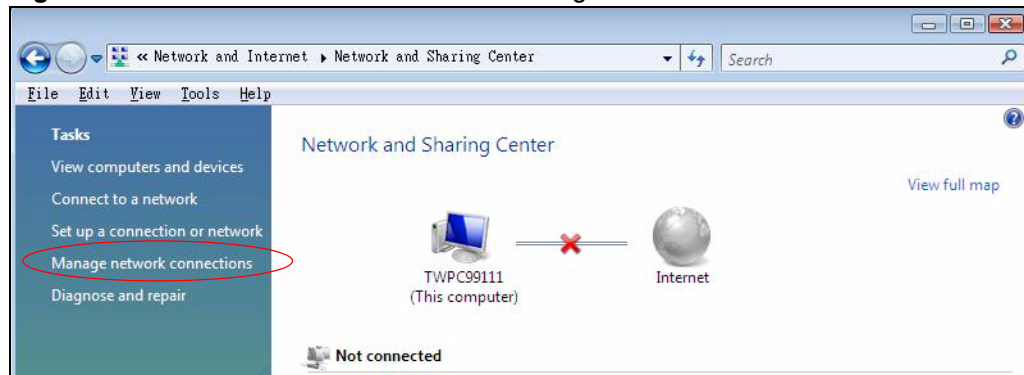 « Network and Internet ▸ Network and Sharing Center
Search
File Edit View Tools Help
Tasks
View computers and devices
Connect to a network
Set up a connection or network
Manage network connections
Diagnose and repair
Network and Sharing Center
View full map
TWPC99111
(This computer)
Internet
Not connected